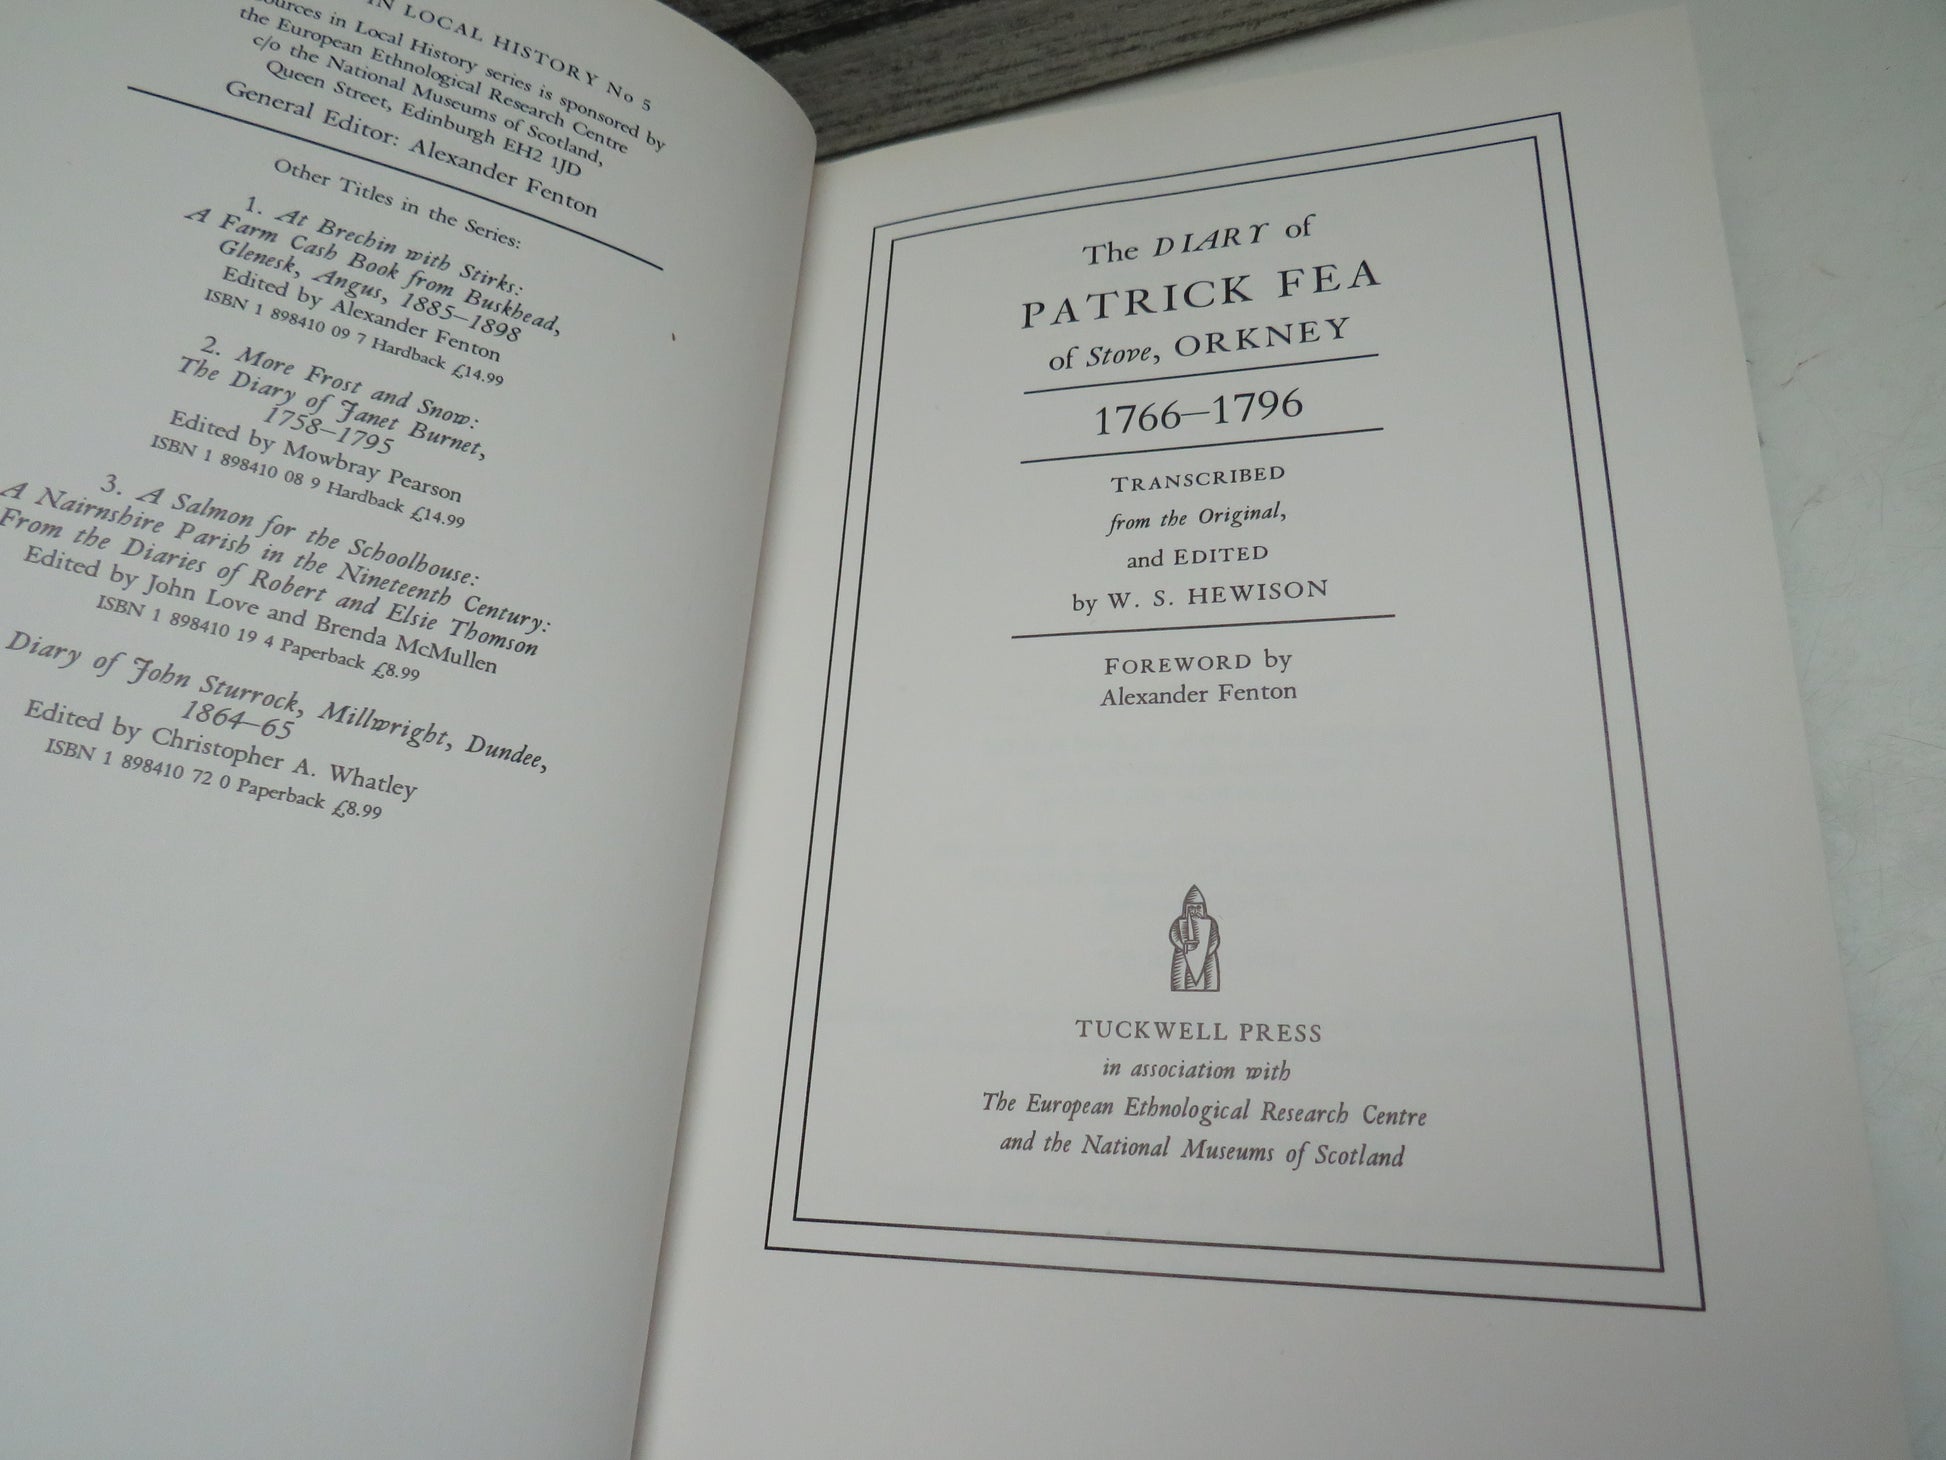 IN LOCAL HISTORY No 5
in Local History series is sponsored by
the European Ethnological Research Centre
c/o the National Museums of Scotland,
Queen Street, Edinburgh EH2 1JD
General Editor: Alexander Fenton
Other Titles in the Series:
1. At Brechin with Stirks:
A Farm Cash Book from Buskhead,
Glenesk, Angus, 1885–1898
Edited by Alexander Fenton
ISBN 1 898410 09 7 Hardback £14.99
2. More Frost and Snow:
The Diary of Janet Burnet,
1758–1795
Edited by Mowbray Pearson
ISBN 1 898410 08 9 Hardback £14.99
3. A Salmon for the Schoolhouse:
A Nairnshire Parish in the Nineteenth Century:
From the Diaries of Robert and Elsie Thomson
Edited by John Love and Brenda McMullen
ISBN 1 898410 19 4 Paperback £8.99
Diary of John Sturrock, Millwright, Dundee,
1864–65
Edited by Christopher A. Whatley
ISBN 1 898410 72 0 Paperback £8.99
The DIARY of
PATRICK FEA
of Stove, ORKNEY
1766–1796
TRANSCRIBED
from the Original,
and EDITED
by W. S. HEWISON
FOREWORD by
Alexander Fenton
TUCKWELL PRESS
in association with
The European Ethnological Research Centre
and the National Museums of Scotland